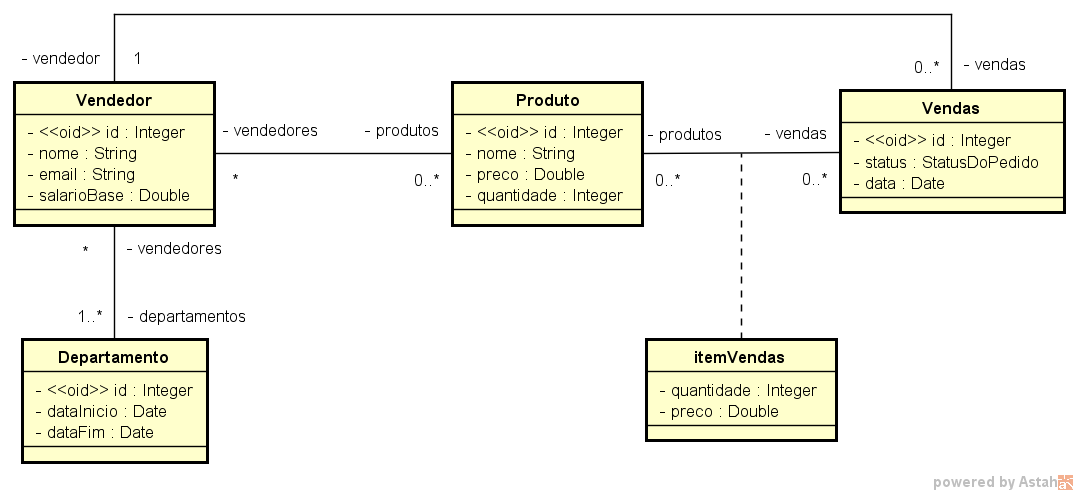 - vendedor
1
0..*
- vendas
Vendedor
- <<oid>> id : Integer
- nome : String
- email : String
- salarioBase : Double
- vendedores
*
- produtos
0..*
Produto
- <<oid>> id : Integer
- nome : String
- preco : Double
- quantidade : Integer
- produtos
0..*
- vendas
0..*
Vendas
- <<oid>> id : Integer
- status : StatusDoPedido
- data : Date
*
- vendedores
1..*
- departamentos
Departamento
- <<oid>> id : Integer
- dataInicio : Date
- dataFim : Date
itemVendas
- quantidade : Integer
- preco : Double
powered by Astah